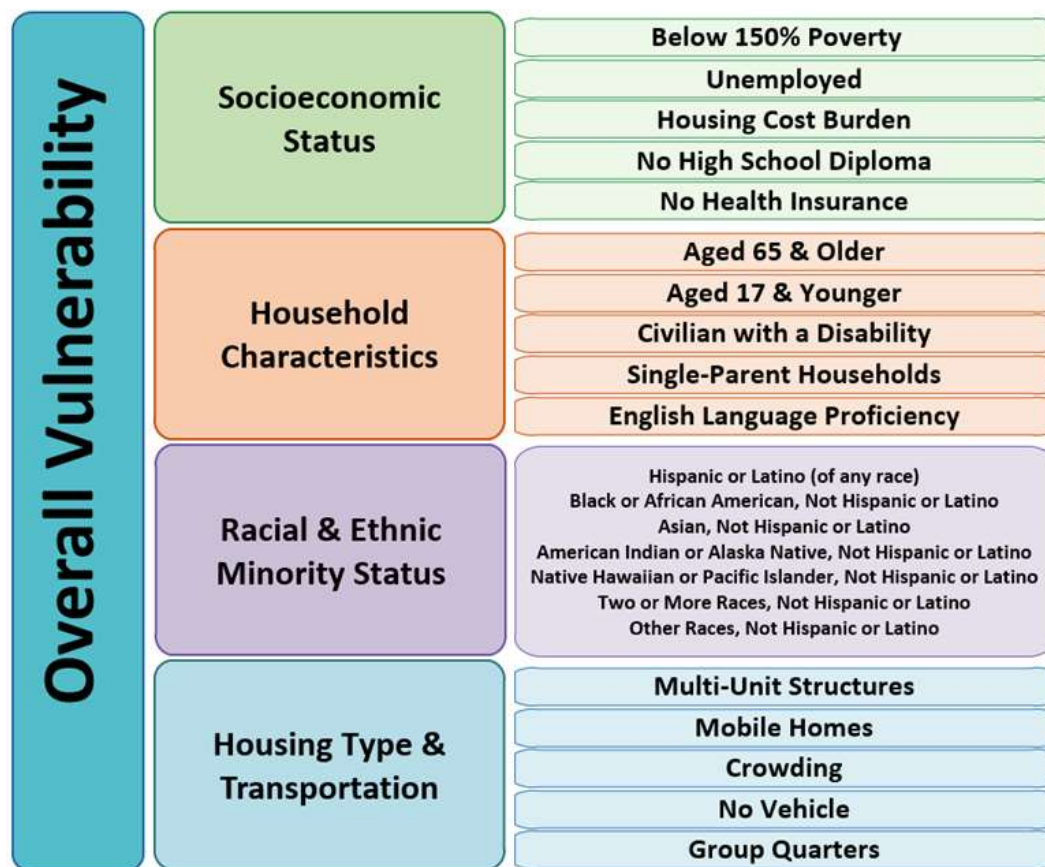 Overall Vulnerability
Socioeconomic
Status
Below 150% Poverty
Unemployed
Housing Cost Burden
No High School Diploma
No Health Insurance
Household
Characteristics
Aged 65 & Older
Aged 17 & Younger
Civilian with a Disability
Single-Parent Households
English Language Proficiency
Racial & Ethnic
Minority Status
Hispanic or Latino (of any race)
Black or African American, Not Hispanic or Latino
Asian, Not Hispanic or Latino
American Indian or Alaska Native, Not Hispanic or Latino
Native Hawaiian or Pacific Islander, Not Hispanic or Latino
Two or More Races, Not Hispanic or Latino
Other Races, Not Hispanic or Latino
Housing Type &
Transportation
Multi-Unit Structures
Mobile Homes
Crowding
No Vehicle
Group Quarters